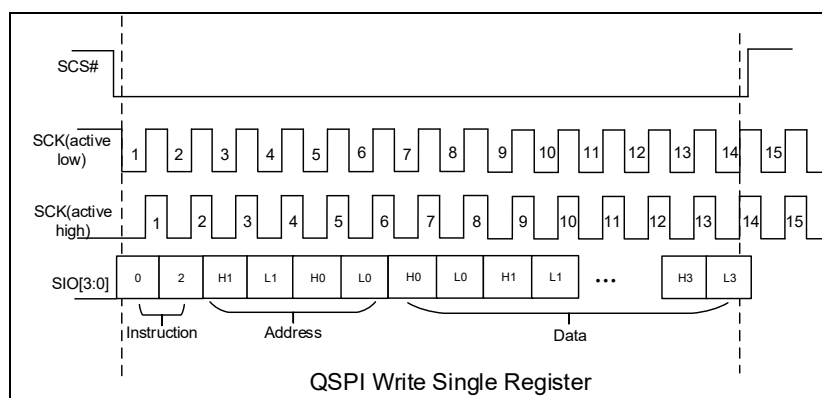 SCS#
SCK(active
low)
1 2 3 4 5 6 7 8 9 10 11 12 13 14 15
SCK(active
high)
1 2 3 4 5 6 7 8 9 10 11 12 13 14 15
SIO[3:0] 0 2 H1 L1 H0 L0 H0 L0 H1 L1 ... H3 L3
Instruction Address Data
QSPI Write Single Register